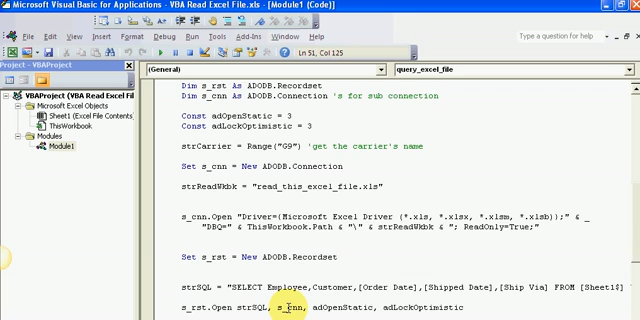 Microsoft Visual Basic for Applications - VBA Read Excel File.xls - [Module1 (Code)]
File Edit View Insert Format Debug Run Tools Add-Ins Window Help
Type a question for help
Ln 51, Col 125
Project - VBAProject
(General)
query_excel_file
VBAProject (VBA Read Excel F
Microsoft Excel Objects
Sheet1 (Excel File Contents)
ThisWorkbook
Modules
Module1
Dim s_rst As ADODB.Recordset
Dim s_cnn As ADODB.Connection 's for sub connection
Const adOpenStatic = 3
Const adLockOptimistic = 3
strCarrier = Range("G9") 'get the carrier's name
Set s_cnn = New ADODB.Connection
strReadWkbk = "read_this_excel_file.xls"
s_cnn.Open "Driver={Microsoft Excel Driver (*.xls, *.xlsx, *.xlsm, *.xlsb)};" & _
"DBQ=" & ThisWorkbook.Path & "\" & strReadWkbk & "; ReadOnly=True;"
Set s_rst = New ADODB.Recordset
strSQL = "SELECT Employee,Customer,[Order Date],[Shipped Date],[Ship Via] FROM [Sheet1$]
s_rst.Open strSQL, s_cnn, adOpenStatic, adLockOptimistic